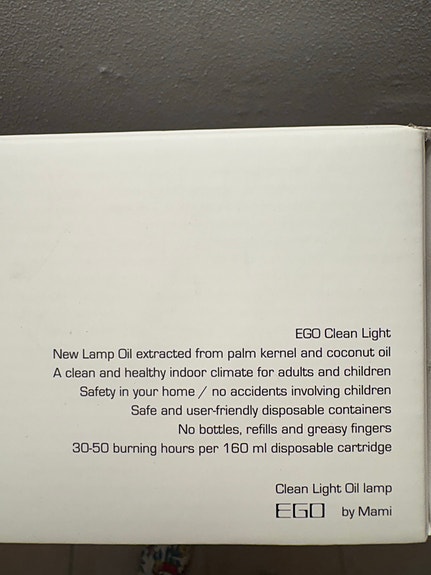 EGO Clean Light
New Lamp Oil extracted from palm kernel and coconut oil
A clean and healthy indoor climate for adults and children
Safety in your home / no accidents involving children
Safe and user-friendly disposable containers
No bottles, refills and greasy fingers
30-50 burning hours per 160 ml disposable cartridge
Clean Light Oil lamp
EGO by Mami